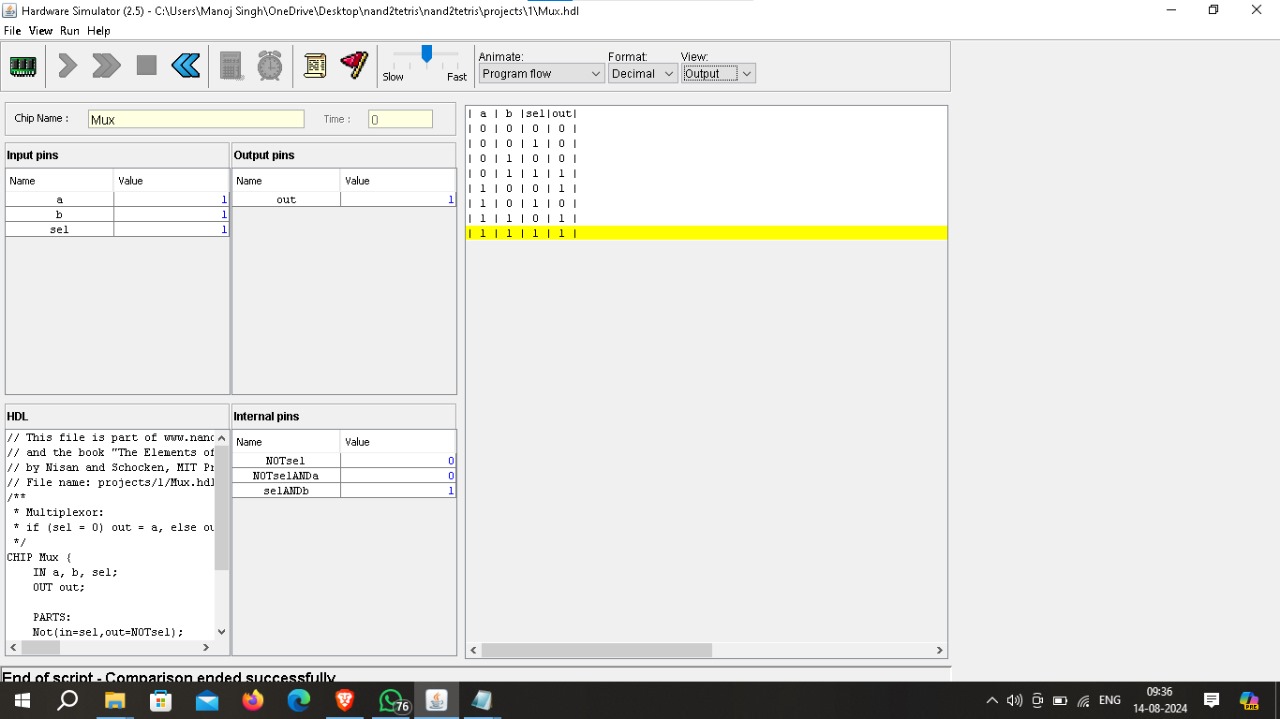 Hardware Simulator (2.5) - C:\Users\Manoj Singh\OneDrive\Desktop\nand2tetris\nand2tetris\projects\1\Mux.hdl
File View Run Help
Slow Fast
Animate: Format: View:
Program flow Decimal Output
Chip Name : Mux Time : 0
Input pins
Name Value
a 1
b 1
sel 1
Output pins
Name Value
out 1
| a | b |sel|out|
| 0 | 0 | 0 | 0 |
| 0 | 0 | 1 | 0 |
| 0 | 1 | 0 | 0 |
| 0 | 1 | 1 | 1 |
| 1 | 0 | 0 | 1 |
| 1 | 0 | 1 | 0 |
| 1 | 1 | 0 | 1 |
| 1 | 1 | 1 | 1 |
HDL
// This file is part of www.nand
// and the book "The Elements of
// by Nisan and Schocken, MIT Pr
// File name: projects/1/Mux.hdl
/**
* Multiplexor:
* if (sel = 0) out = a, else ou
*/
CHIP Mux {
IN a, b, sel;
OUT out;
PARTS:
Not(in=sel,out=NOTsel);
Internal pins
Name Value
NOTsel 0
NOTselANDa 0
selANDb 1
End of script - Comparison ended successfully
76
ENG
09:36
14-08-2024
PRE